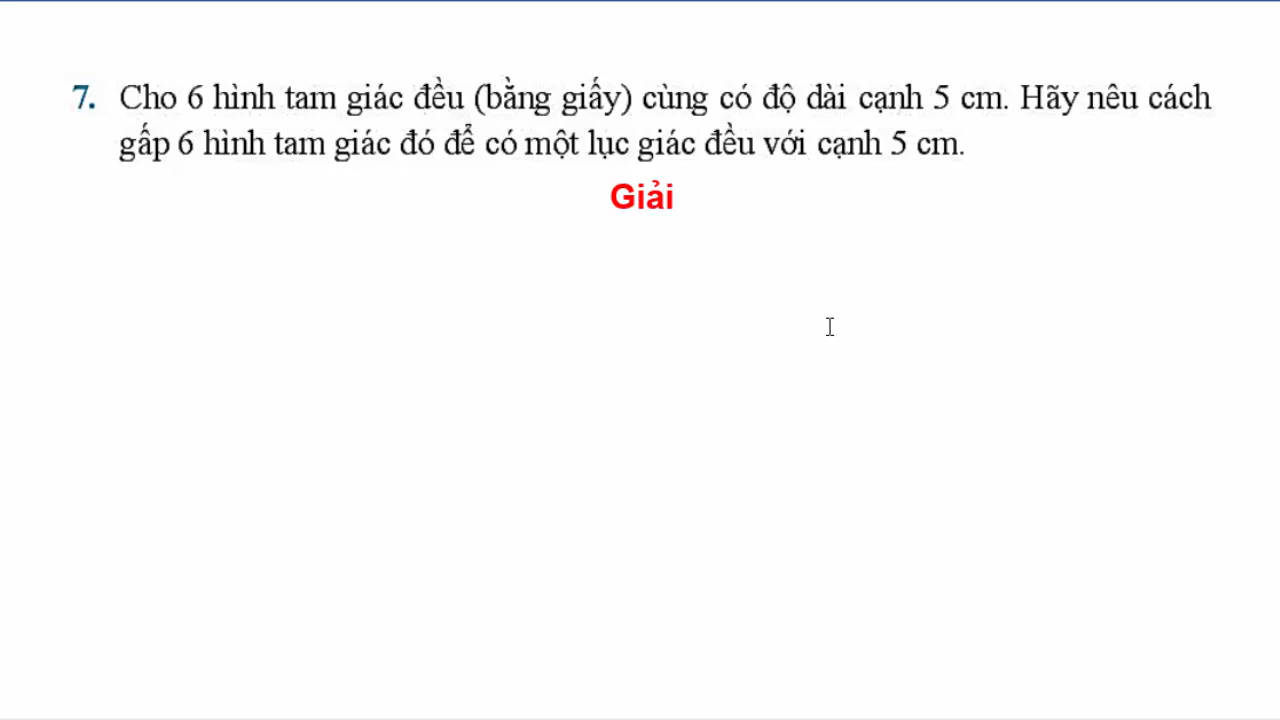 7. Cho 6 hình tam giác đều (bằng giấy) cùng có độ dài cạnh 5 cm. Hãy nêu cách
gấp 6 hình tam giác đó để có một lục giác đều với cạnh 5 cm.
Giải